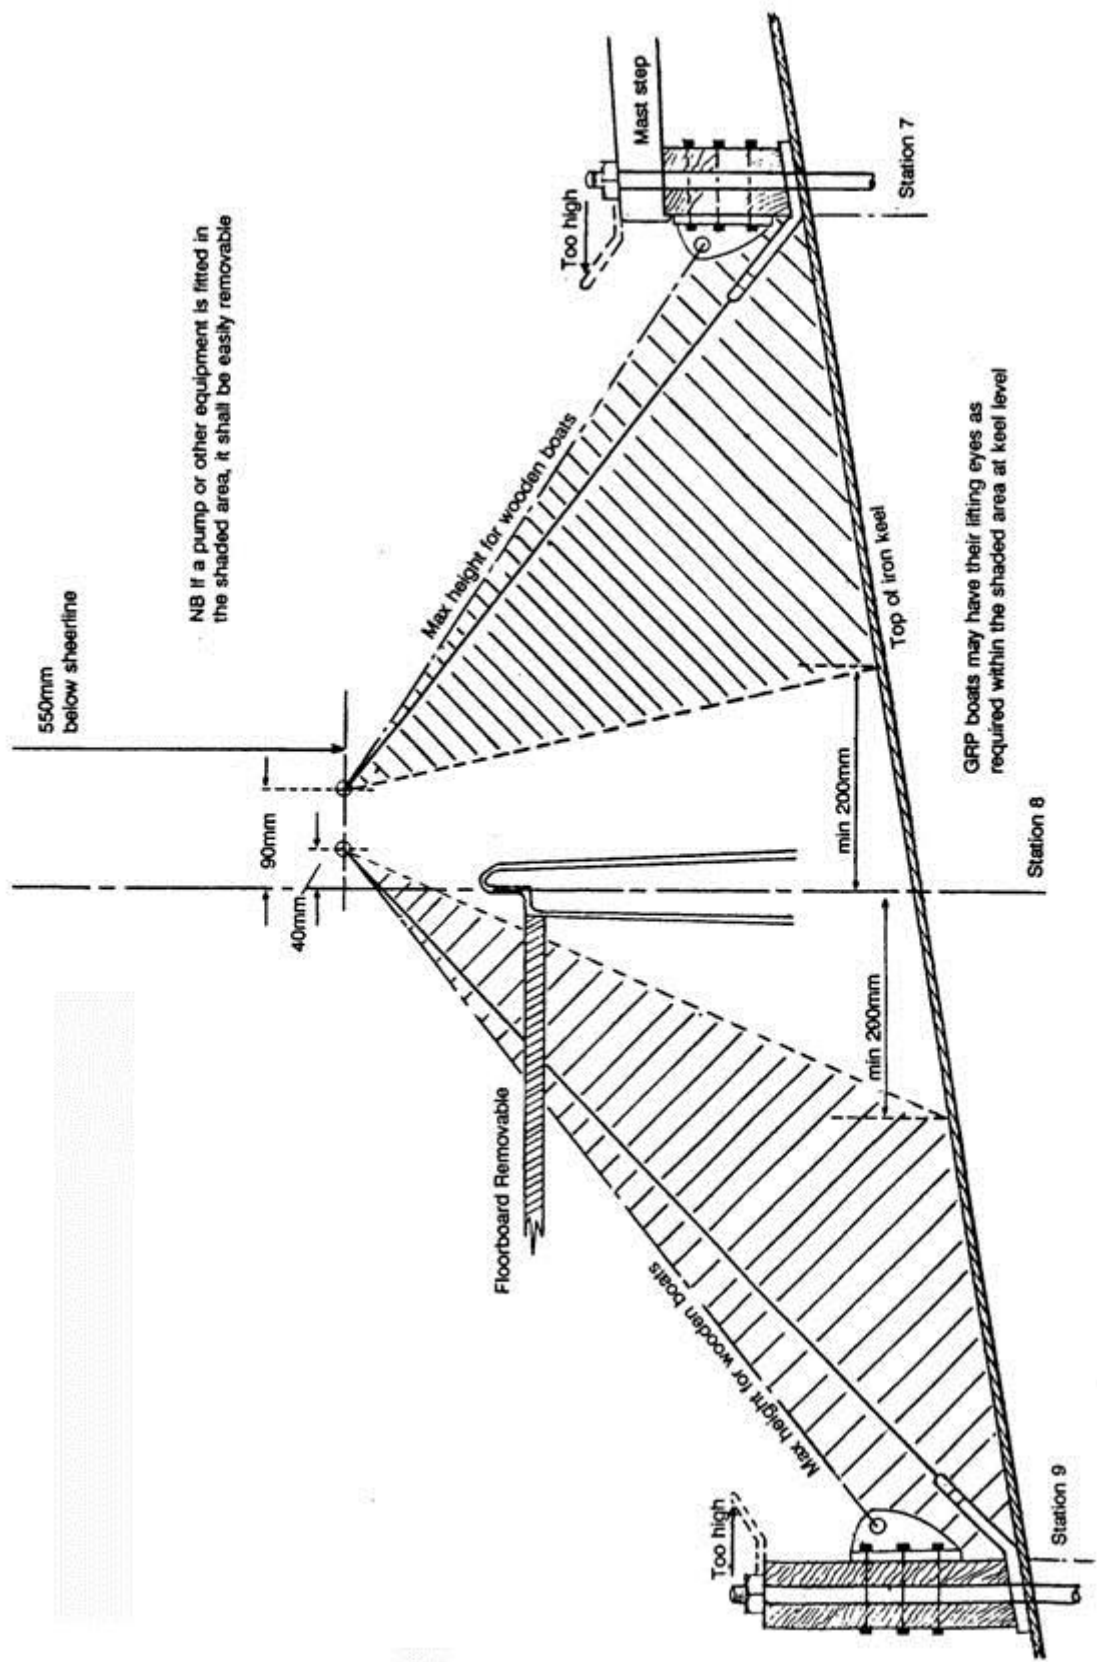 550mm
below sheerline
NB If a pump or other equipment is fitted in
the shaded area, it shall be easily removable
90mm
40mm
Too high
Mast step
Max height for wooden boats
Floorboard Removable
Max height for wooden boats
Too high
min 200mm
min 200mm
Top of iron keel
GRP boats may have their lifting eyes as
required within the shaded area at keel level
Station 9
Station 8
Station 7